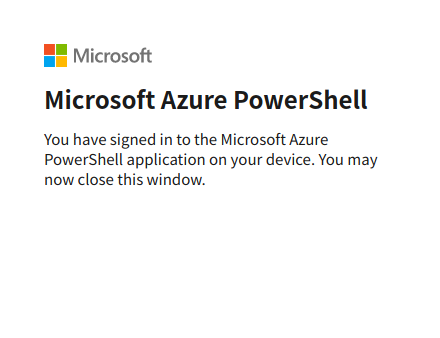 Microsoft
Microsoft Azure PowerShell
You have signed in to the Microsoft Azure
PowerShell application on your device. You may
now close this window.